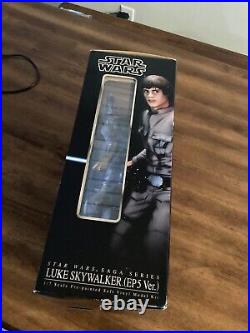 STAR
WARS
STAR WARS, SAGA SERIES
LUKE SKYWALKER (EP5 Ver.)
1/7 Scale Pre-painted Soft Vinyl Model Kit